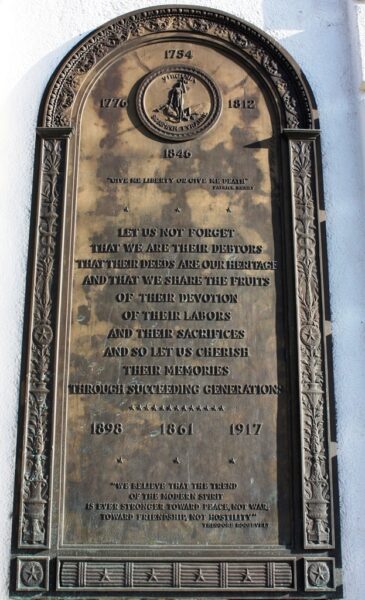 1754
1776
VIRGINIA
1812
SIC SEMPER TYRANNIS
1846
"GIVE ME LIBERTY OR GIVE ME DEATH"
PATRICK HENRY
LET US NOT FORGET
THAT WE ARE THEIR DEBTORS
THAT THEIR DEEDS ARE OUR HERITAGE
AND THAT WE SHARE THE FRUITS
OF THEIR DEVOTION
OF THEIR LABORS
AND THEIR SACRIFICES
AND SO LET US CHERISH
THEIR MEMORIES
THROUGH SUCCEEDING GENERATIONS
1898 1861 1917
"WE BELIEVE THAT THE TREND
OF THE MODERN SPIRIT
IS EVER STRONGER TOWARD PEACE, NOT WAR,
TOWARD FRIENDSHIP, NOT HOSTILITY"
THEODORE ROOSEVELT